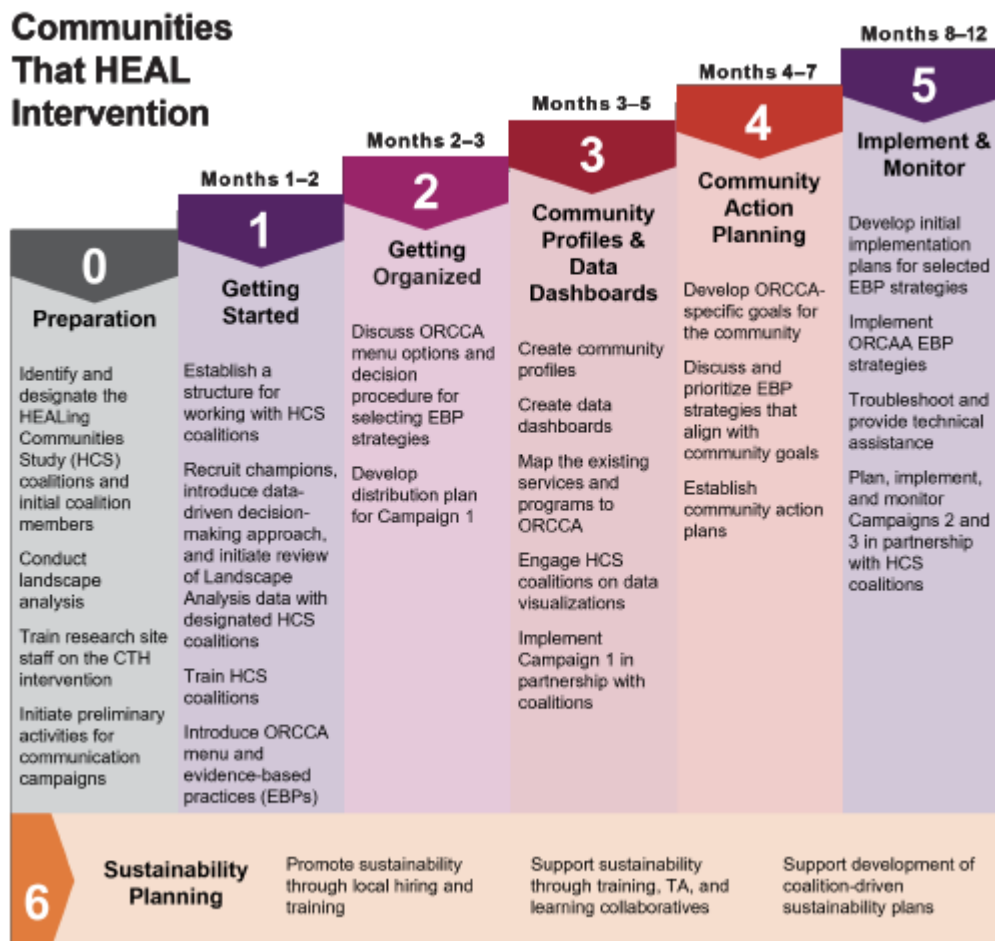 Communities
That HEAL
Intervention
0
Preparation
Identify and
designate the
HEALing
Communities
Study (HCS)
coalitions and
initial coalition
members
Conduct
landscape
analysis
Train research site
staff on the CTH
intervention
Initiate preliminary
activities for
communication
campaigns
Months 1–2
1
Getting
Started
Establish a
structure for
working with HCS
coalitions
Recruit champions,
introduce data-
driven decision-
making approach,
and initiate review
of Landscape
Analysis data with
designated HCS
coalitions
Train HCS
coalitions
Introduce ORCCA
menu and
evidence-based
practices (EBPs)
Months 2–3
2
Getting
Organized
Discuss ORCCA
menu options and
decision
procedure for
selecting EBP
strategies
Develop
distribution plan
for Campaign 1
Months 3–5
3
Community
Profiles &
Data
Dashboards
Create community
profiles
Create data
dashboards
Map the existing
services and
programs to
ORCCA
Engage HCS
coalitions on data
visualizations
Implement
Campaign 1 in
partnership with
coalitions
Months 4–7
4
Community
Action
Planning
Develop ORCCA-
specific goals for
the community
Discuss and
prioritize EBP
strategies that
align with
community goals
Establish
community action
plans
Months 8–12
5
Implement &
Monitor
Develop initial
implementation
plans for selected
EBP strategies
Implement
ORCAA EBP
strategies
Troubleshoot and
provide technical
assistance
Plan, implement,
and monitor
Campaigns 2 and
3 in partnership
with HCS
coalitions
6
Sustainability
Planning
Promote sustainability
through local hiring and
training
Support sustainability
through training, TA, and
learning collaboratives
Support development of
coalition-driven
sustainability plans